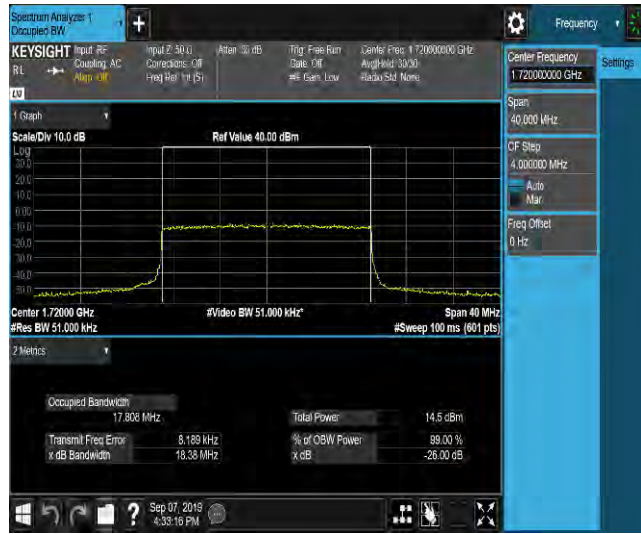 Spectrum Analyzer 1
Occupied BW
+
Frequency
KEYSIGHT Input: RF
RL
Coupling: AC
Align: Off
Input Z: 50 Ω
Corrections: Off
Freq Ref: Int (S)
Atten: 30 dB
Trig: Free Run
Gate: Off
#IF Gain: Low
Center Freq: 1.720000000 GHz
Avg|Hold: 30/30
Radio Std: None
Center Frequency
1.720000000 GHz
Settings
Span
40.000 MHz
CF Step
4.000000 MHz
Auto
Man
Freq Offset
0 Hz
1 Graph
Scale/Div 10.0 dB
Ref Value 40.00 dBm
Log
30.0
20.0
10.0
0.00
-10.0
-20.0
-30.0
-40.0
-50.0
Center 1.72000 GHz
#Video BW 51.000 kHz*
Span 40 MHz
#Res BW 51.000 kHz
#Sweep 100 ms (601 pts)
2 Metrics
Occupied Bandwidth
17.808 MHz
Total Power
14.5 dBm
Transmit Freq Error
8.189 kHz
% of OBW Power
99.00 %
x dB Bandwidth
18.38 MHz
x dB
-26.00 dB
?
Sep 07, 2019
4:33:16 PM